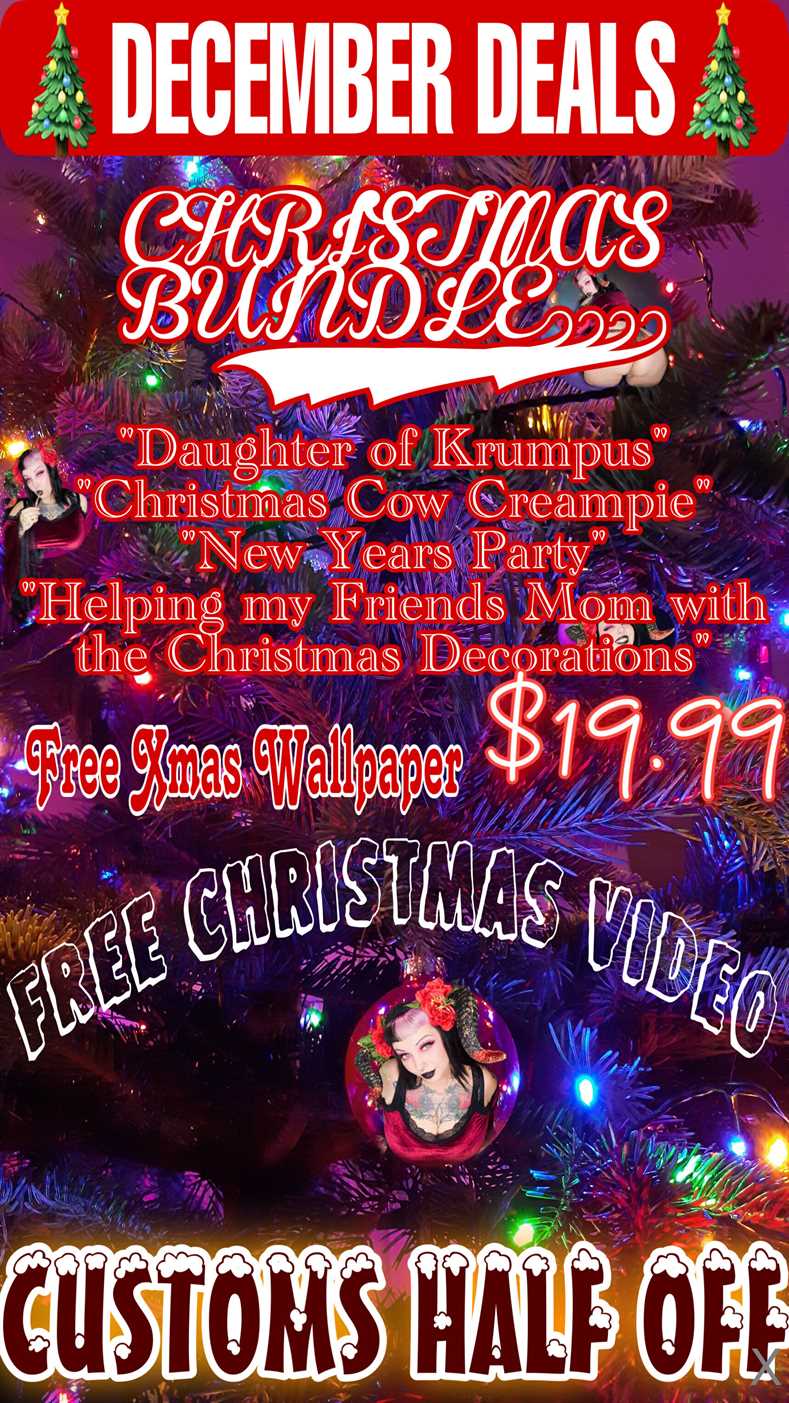 DECEMBER DEALS
CHRISTMAS
BUNDLE
"Daughter of Krumpus"
"Christmas Cow Creampie"
"New Years Party"
"Helping my Friends Mom with
the Christmas Decorations"
Free Xmas Wallpaper
$19.99
FREE CHRISTMAS VIDEO
CUSTOMS HALF OFF
X